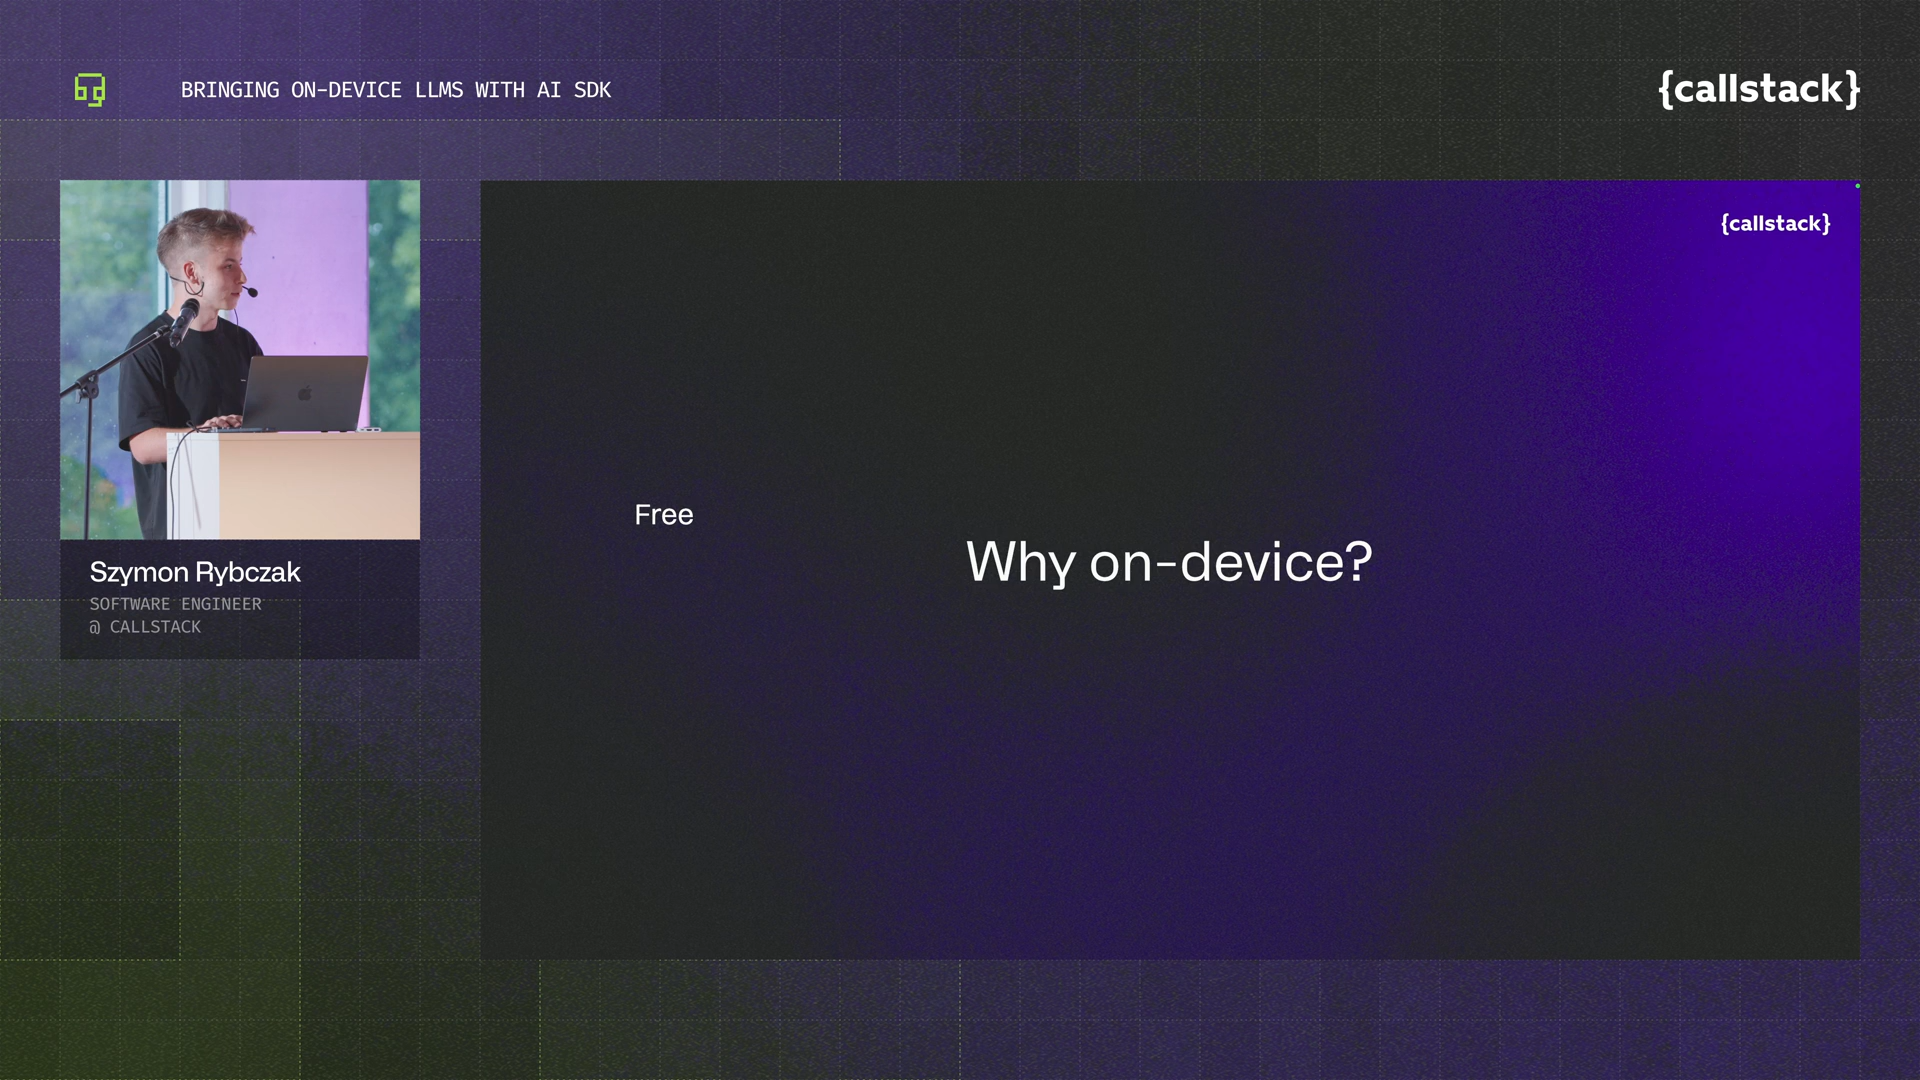 BRINGING ON-DEVICE LLMS WITH AI SDK
{callstack}
{callstack}
Free
Why on-device?
Szymon Rybczak
SOFTWARE ENGINEER
@ CALLSTACK